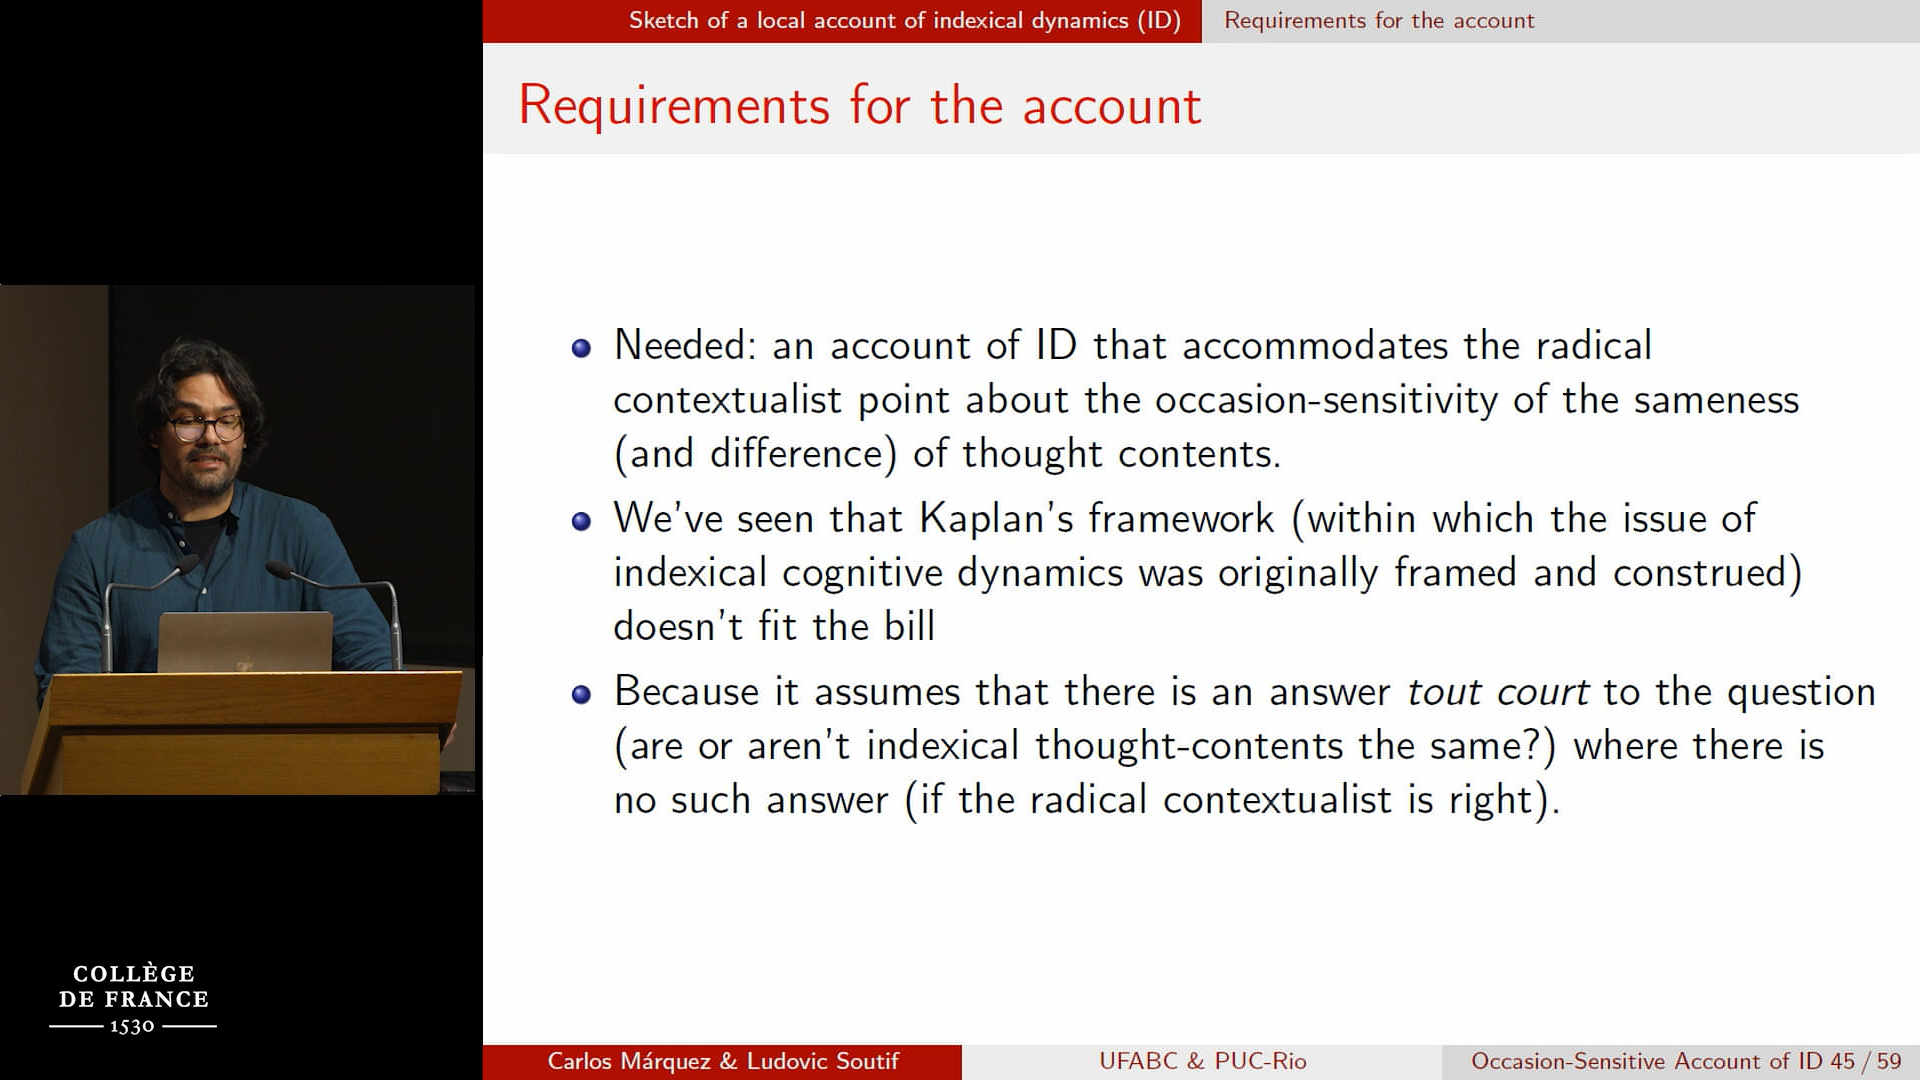 Sketch of a local account of indexical dynamics (ID)
Requirements for the account
Requirements for the account
Needed: an account of ID that accommodates the radical
contextualist point about the occasion-sensitivity of the sameness
(and difference) of thought contents.
We've seen that Kaplan's framework (within which the issue of
indexical cognitive dynamics was originally framed and construed)
doesn't fit the bill
Because it assumes that there is an answer tout court to the question
(are or aren't indexical thought-contents the same?) where there is
no such answer (if the radical contextualist is right).
COLLÈGE
DE FRANCE
1530
Carlos Márquez & Ludovic Soutif
UFABC & PUC-Rio
Occasion-Sensitive Account of ID 45 / 59